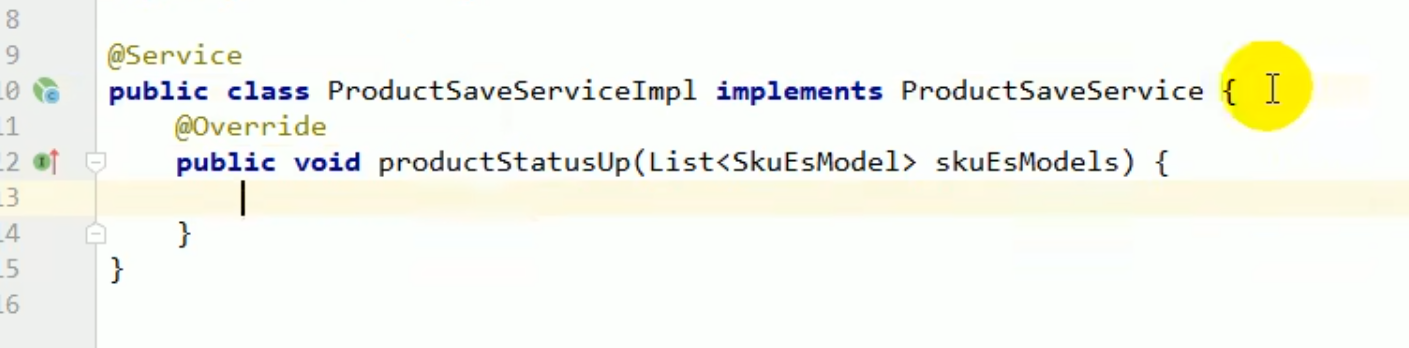 8
9 @Service
10 public class ProductSaveServiceImpl implements ProductSaveService {
11 @Override
12 public void productStatusUp(List<SkuEsModel> skuEsModels) {
13
14 }
15 }
16